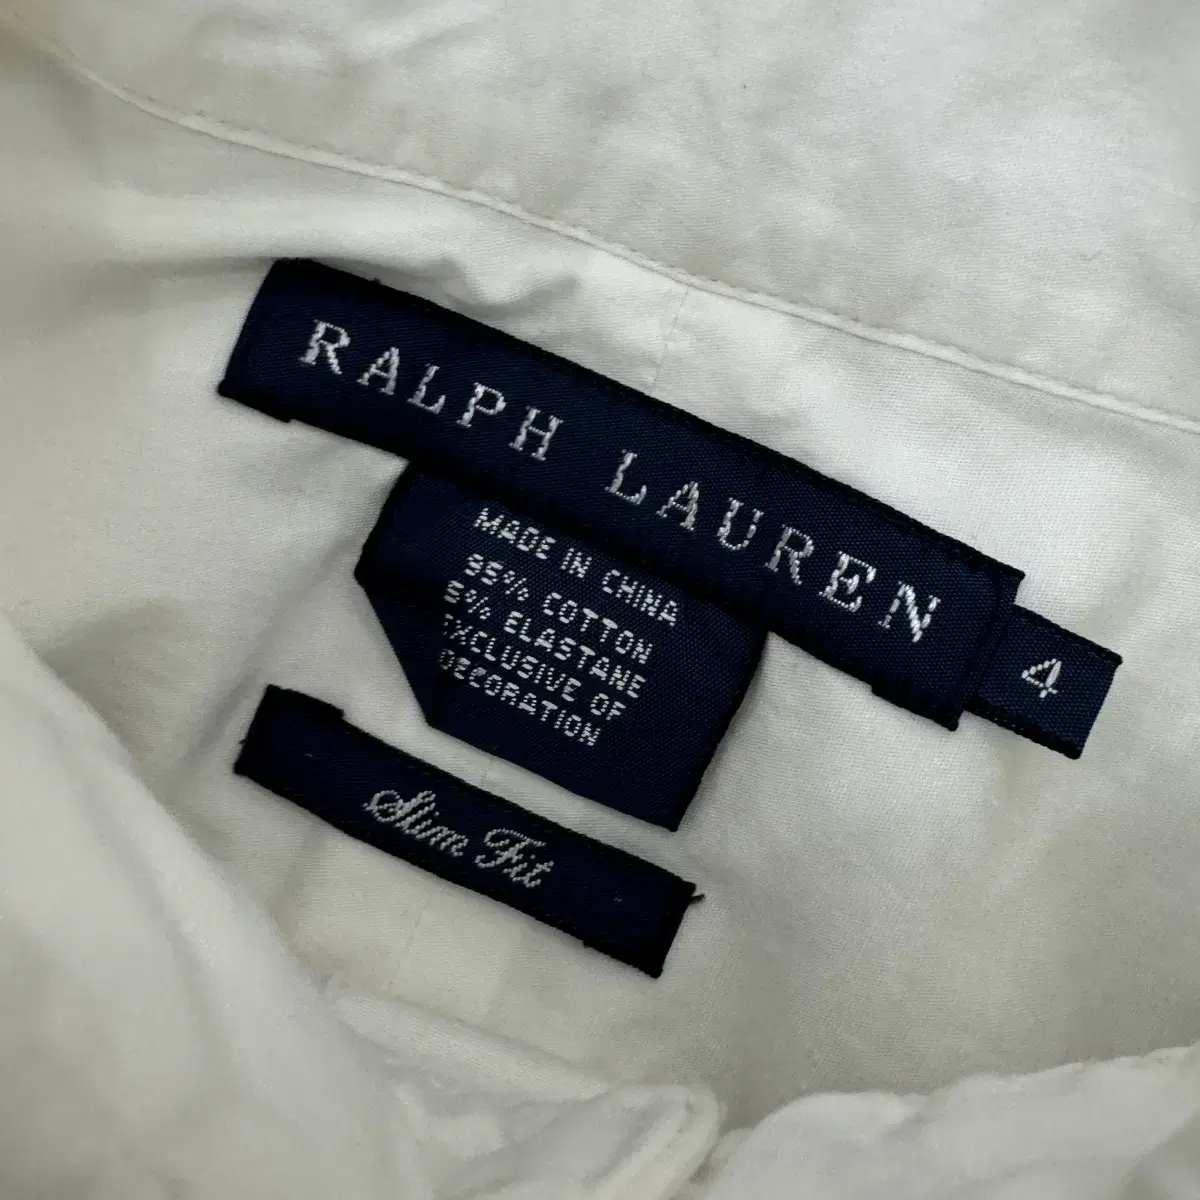 RALPH LAUREN
4
MADE IN CHINA
95% COTTON
5% ELASTANE
EXCLUSIVE OF
DECORATION
Slim Fit